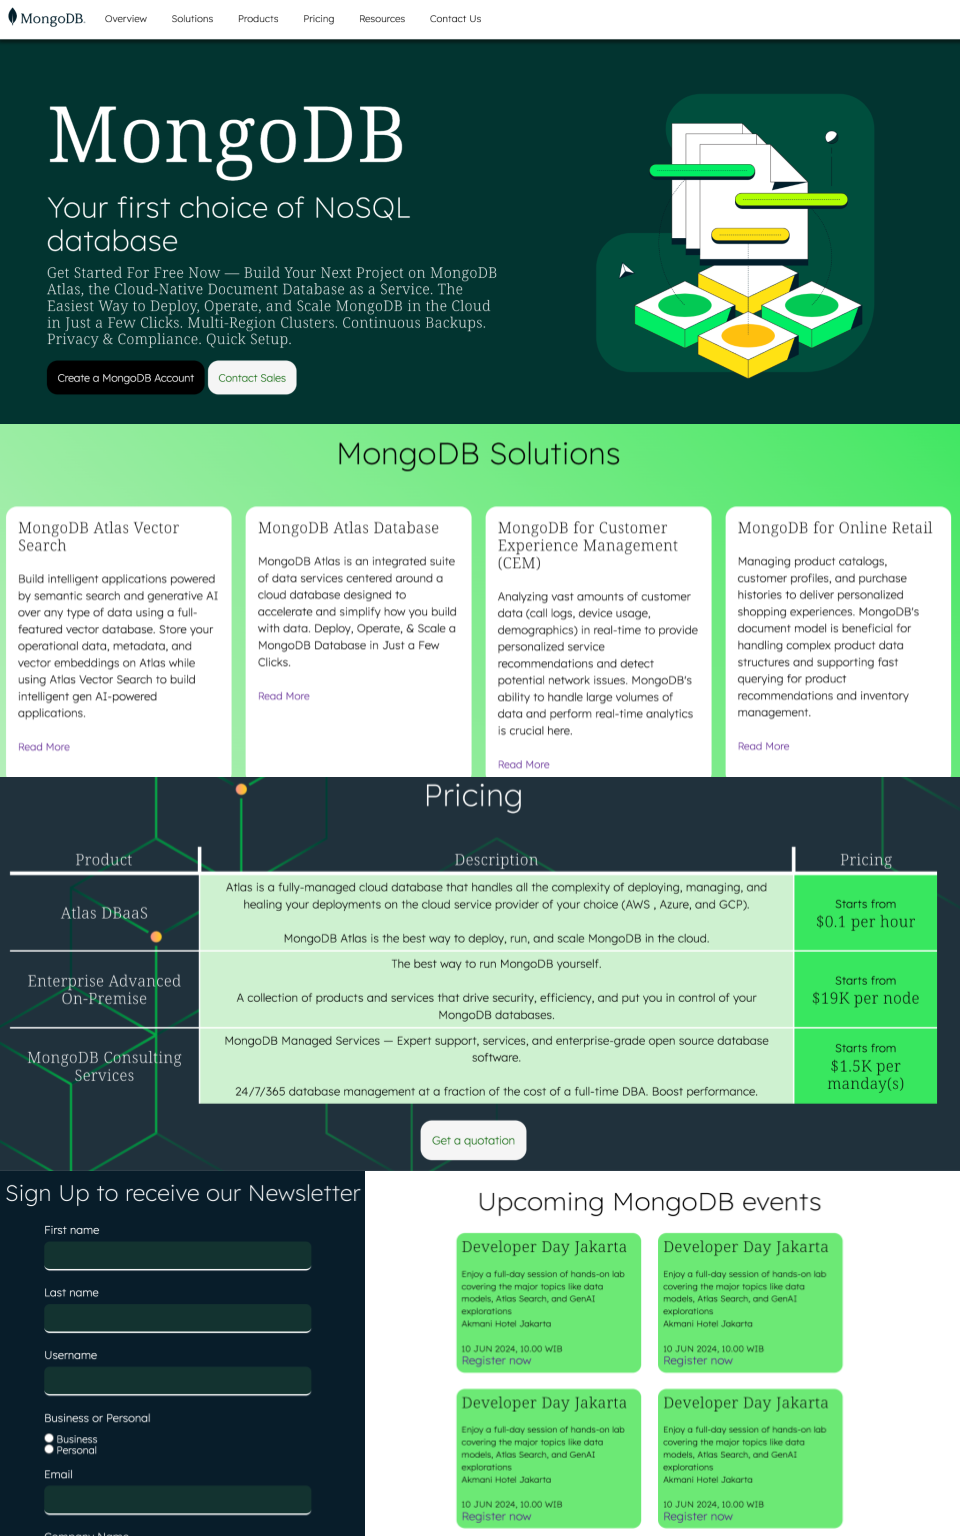 MongoDB.
Overview
Solutions
Products
Pricing
Resources
Contact Us
MongoDB
Your first choice of NoSQL
database
Get Started For Free Now — Build Your Next Project on MongoDB
Atlas, the Cloud-Native Document Database as a Service. The
Easiest Way to Deploy, Operate, and Scale MongoDB in the Cloud
in Just a Few Clicks. Multi-Region Clusters. Continuous Backups.
Privacy & Compliance. Quick Setup.
Create a MongoDB Account
Contact Sales
MongoDB Solutions
MongoDB Atlas Vector
Search
Build intelligent applications powered
by semantic search and generative AI
over any type of data using a full-
featured vector database. Store your
operational data, metadata, and
vector embeddings on Atlas while
using Atlas Vector Search to build
intelligent gen AI-powered
applications.
Read More
MongoDB Atlas Database
MongoDB Atlas is an integrated suite
of data services centered around a
cloud database designed to
accelerate and simplify how you build
with data. Deploy, Operate, & Scale a
MongoDB Database in Just a Few
Clicks.
Read More
MongoDB for Customer
Experience Management
(CEM)
Analyzing vast amounts of customer
data (call logs, device usage,
demographics) in real-time to provide
personalized service
recommendations and detect
potential network issues. MongoDB's
ability to handle large volumes of
data and perform real-time analytics
is crucial here.
Read More
MongoDB for Online Retail
Managing product catalogs,
customer profiles, and purchase
histories to deliver personalized
shopping experiences. MongoDB's
document model is beneficial for
handling complex product data
structures and supporting fast
querying for product
recommendations and inventory
management.
Read More
Pricing
Product
Description
Pricing
Atlas DBaaS
Atlas is a fully-managed cloud database that handles all the complexity of deploying, managing, and
healing your deployments on the cloud service provider of your choice (AWS , Azure, and GCP).
MongoDB Atlas is the best way to deploy, run, and scale MongoDB in the cloud.
Starts from
$0.1 per hour
Enterprise Advanced
On-Premise
The best way to run MongoDB yourself.
A collection of products and services that drive security, efficiency, and put you in control of your
MongoDB databases.
Starts from
$19K per node
MongoDB Consulting
Services
MongoDB Managed Services — Expert support, services, and enterprise-grade open source database
software.
24/7/365 database management at a fraction of the cost of a full-time DBA. Boost performance.
Starts from
$1.5K per
manday(s)
Get a quotation
Sign Up to receive our Newsletter
First name
Last name
Username
Business or Personal
Business
Personal
Email
Company Name
Upcoming MongoDB events
Developer Day Jakarta
Enjoy a full-day session of hands-on lab
covering the major topics like data
models, Atlas Search, and GenAI
explorations
Akmani Hotel Jakarta
10 JUN 2024, 10.00 WIB
Register now
Developer Day Jakarta
Enjoy a full-day session of hands-on lab
covering the major topics like data
models, Atlas Search, and GenAI
explorations
Akmani Hotel Jakarta
10 JUN 2024, 10.00 WIB
Register now
Developer Day Jakarta
Enjoy a full-day session of hands-on lab
covering the major topics like data
models, Atlas Search, and GenAI
explorations
Akmani Hotel Jakarta
10 JUN 2024, 10.00 WIB
Register now
Developer Day Jakarta
Enjoy a full-day session of hands-on lab
covering the major topics like data
models, Atlas Search, and GenAI
explorations
Akmani Hotel Jakarta
10 JUN 2024, 10.00 WIB
Register now